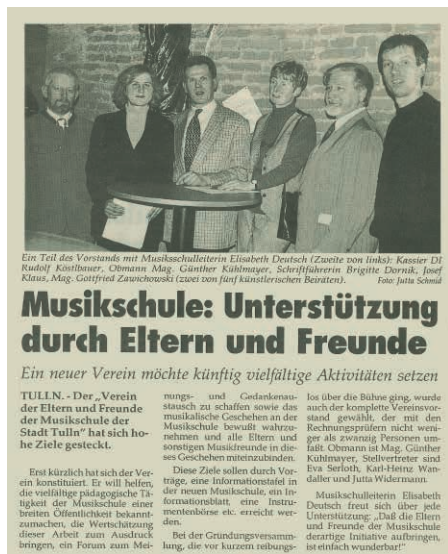 Ein Teil des Vorstands mit Musiksschulleiterin Elisabeth Deutsch (Zweite von links): Kassier DI
Rudolf Köstlbauer, Obmann Mag. Günther Kühlmayer, Schriftführerin Brigitte Dornik, Josef
Klaus, Mag. Gottfried Zawichowski (zwei von fünf künstlerischen Beiräten).
Foto: Jutta Schmid
Musikschule: Unterstützung
durch Eltern und Freunde
Ein neuer Verein möchte künftig vielfältige Aktivitäten setzen
TULLN. - Der „Verein
der Eltern und Freunde
der Musikschule der
Stadt Tulln" hat sich ho-
he Ziele gesteckt.
Erst kürzlich hat sich der Ver-
ein konstituiert. Er will helfen,
die vielfältige pädagogische Tä-
tigkeit der Musikschule einer
breiten Öffentlichkeit bekannt-
zumachen, die Wertschätzung
dieser Arbeit zum Ausdruck
bringen, ein Forum zum Mei-
nungs- und Gedankenaus-
tausch zu schaffen sowie das
musikalische Geschehen an der
Musikschule bewußt wahrzu-
nehmen und alle Eltern und
sonstigen Musikfreunde in die-
ses Geschehen miteinzubinden.
Diese Ziele sollen durch Vor-
träge, eine Informationstafel in
der neuen Musikschule, ein In-
formationsblatt, eine Instru-
mentenbörse etc. erreicht wer-
den.
Bei der Gründungsversamm-
lung, die vor kurzem reibungs-
los über die Bühne ging, wurde
auch der komplette Vereinsvor-
stand gewählt, der mit den
Rechnungsprüfern nicht weni-
ger als zwanzig Personen um-
faßt. Obmann ist Mag. Günther
Kühlmayer, Stellvertreter sind
Eva Serloth, Karl-Heinz Wan-
daller und Jutta Widermann.
Musikschulleiterin Elisabeth
Deutsch freut sich über jede
Unterstützung: „Daß die Eltern
und Freunde der Musikschule
derartige Initiative aufbringen,
ist einfach wunderbar!"